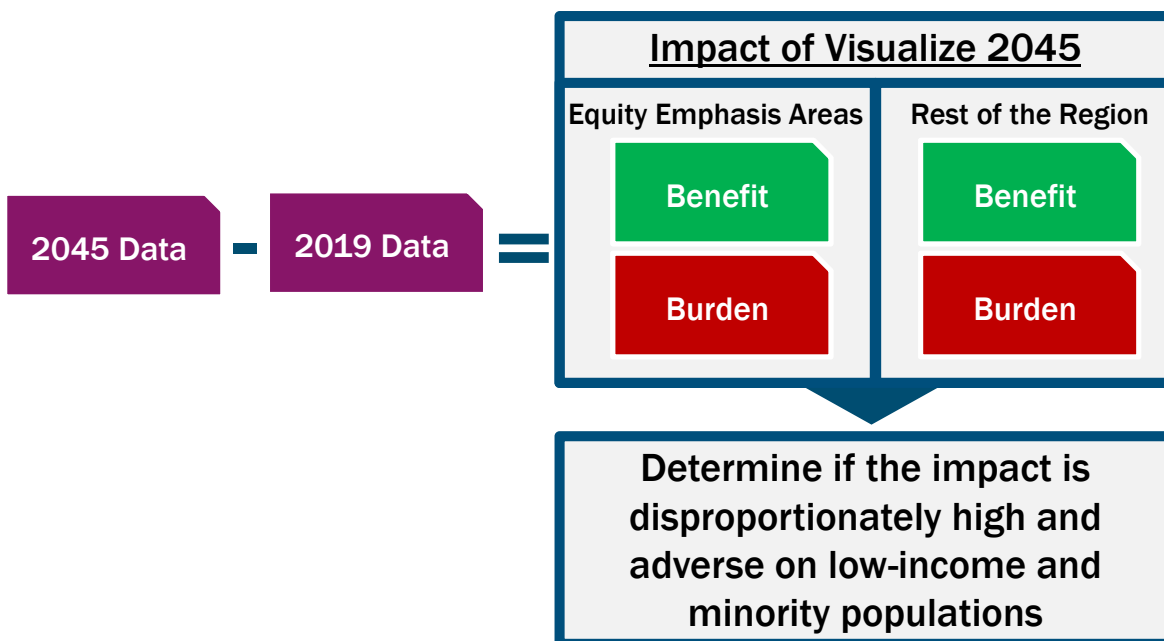 Impact of Visualize 2045
Equity Emphasis Areas
Rest of the Region
Benefit
Benefit
2045 Data - 2019 Data =
Burden
Burden
Determine if the impact is
disproportionately high and
adverse on low-income and
minority populations